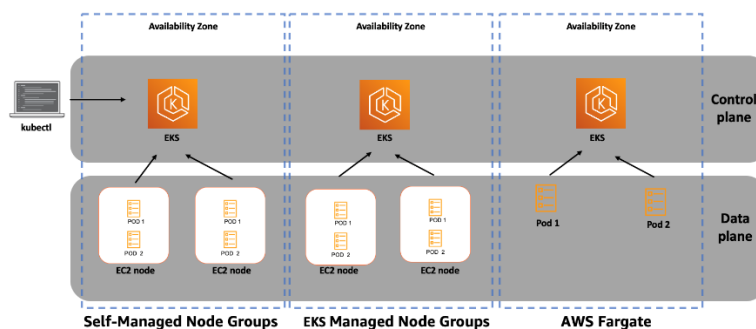 Availability Zone
Availability Zone
Availability Zone
kubectl
EKS
EKS
EKS
Control
plane
POD 1
POD 2
EC2 node
POD 1
POD 2
EC2 node
POD 1
POD 2
EC2 node
POD 1
POD 2
EC2 node
Pod 1
Pod 2
Data
plane
Self-Managed Node Groups
EKS Managed Node Groups
AWS Fargate